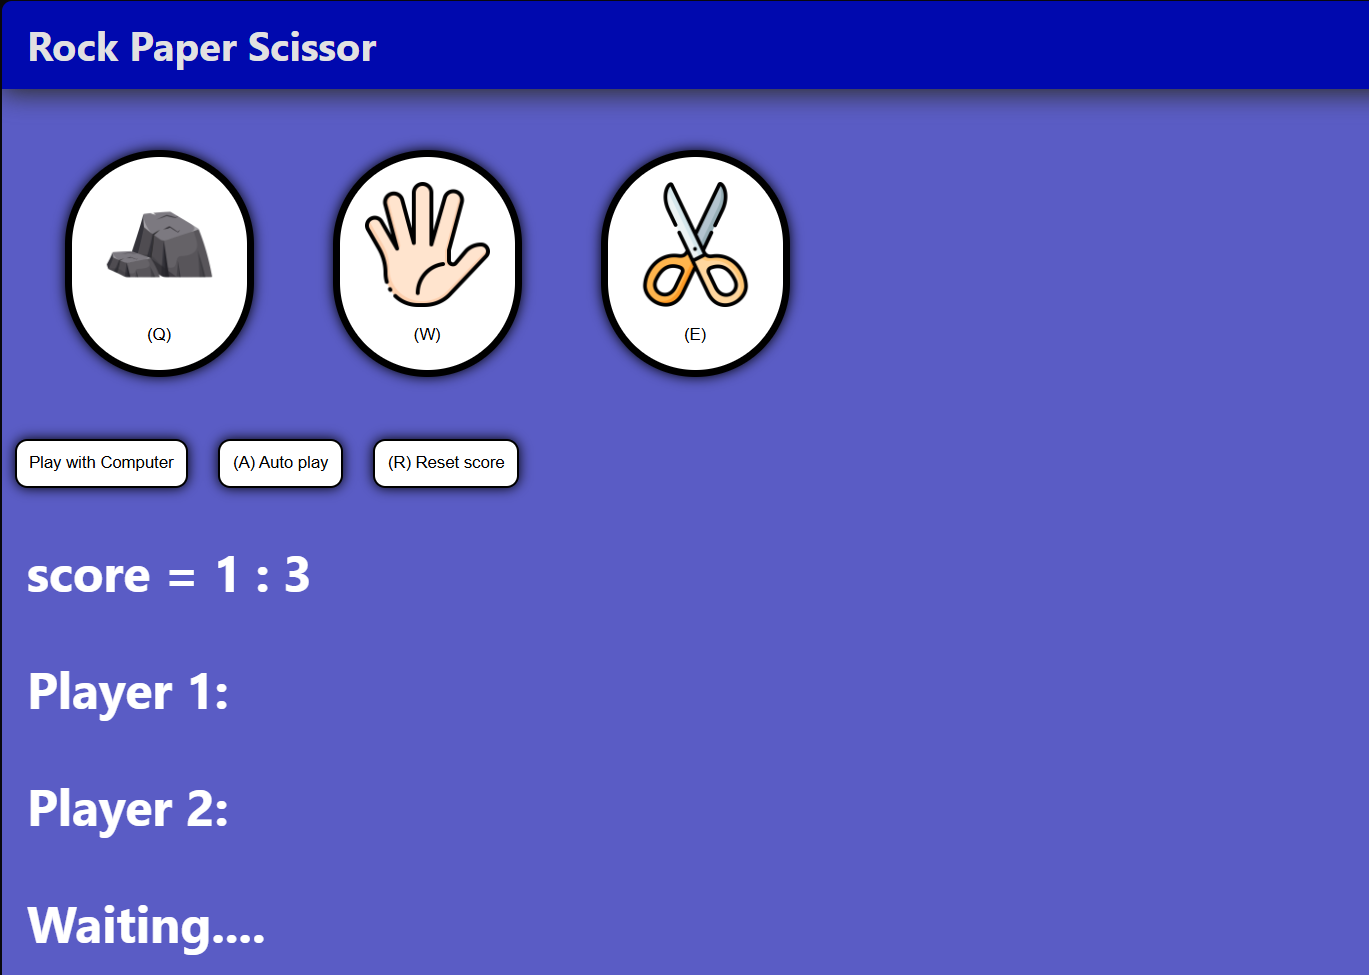 Rock Paper Scissor
(Q) (W) (E)
Play with Computer (A) Auto play (R) Reset score
score = 1 : 3
Player 1:
Player 2:
Waiting....